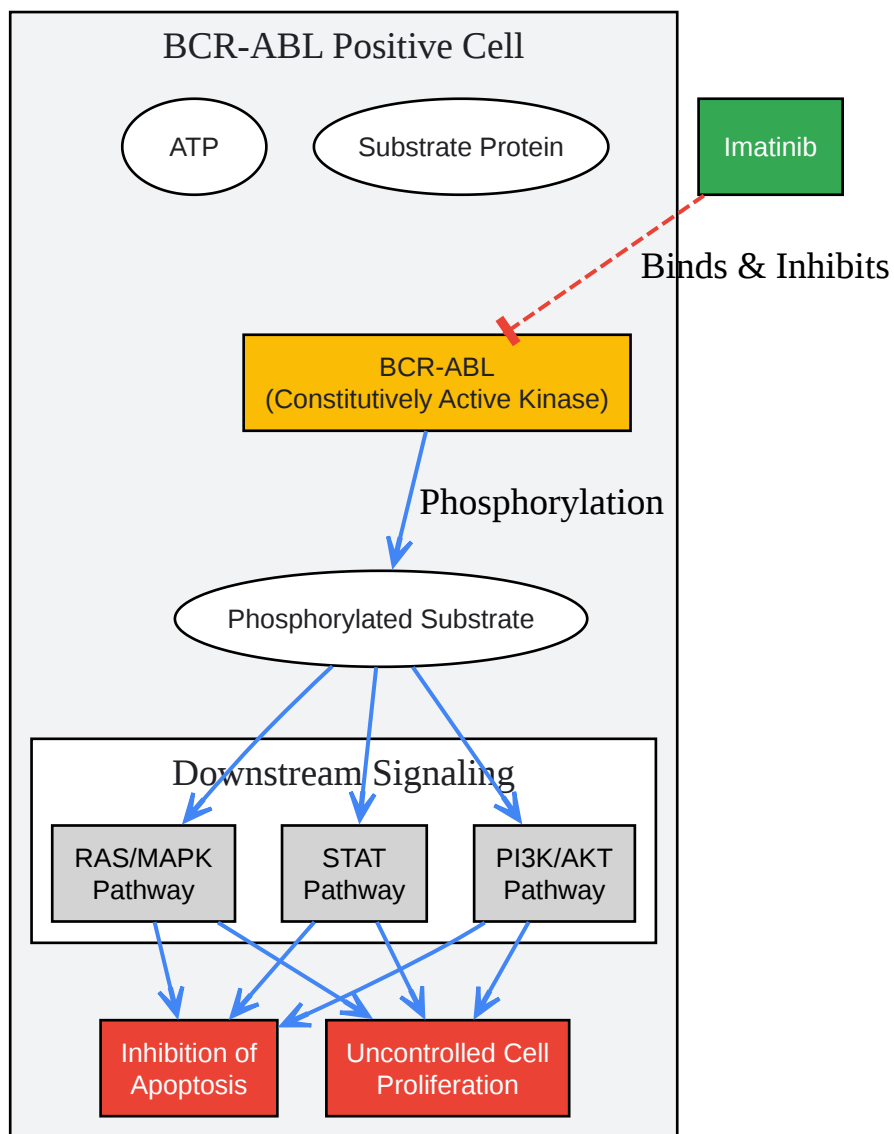 BCR-ABL Positive Cell
ATP
Substrate Protein
Imatinib
Binds & Inhibits
BCR-ABL
(Constitutively Active Kinase)
Phosphorylation
Phosphorylated Substrate
Downstream Signaling
RAS/MAPK
Pathway
STAT
Pathway
PI3K/AKT
Pathway
Inhibition of
Apoptosis
Uncontrolled Cell
Proliferation